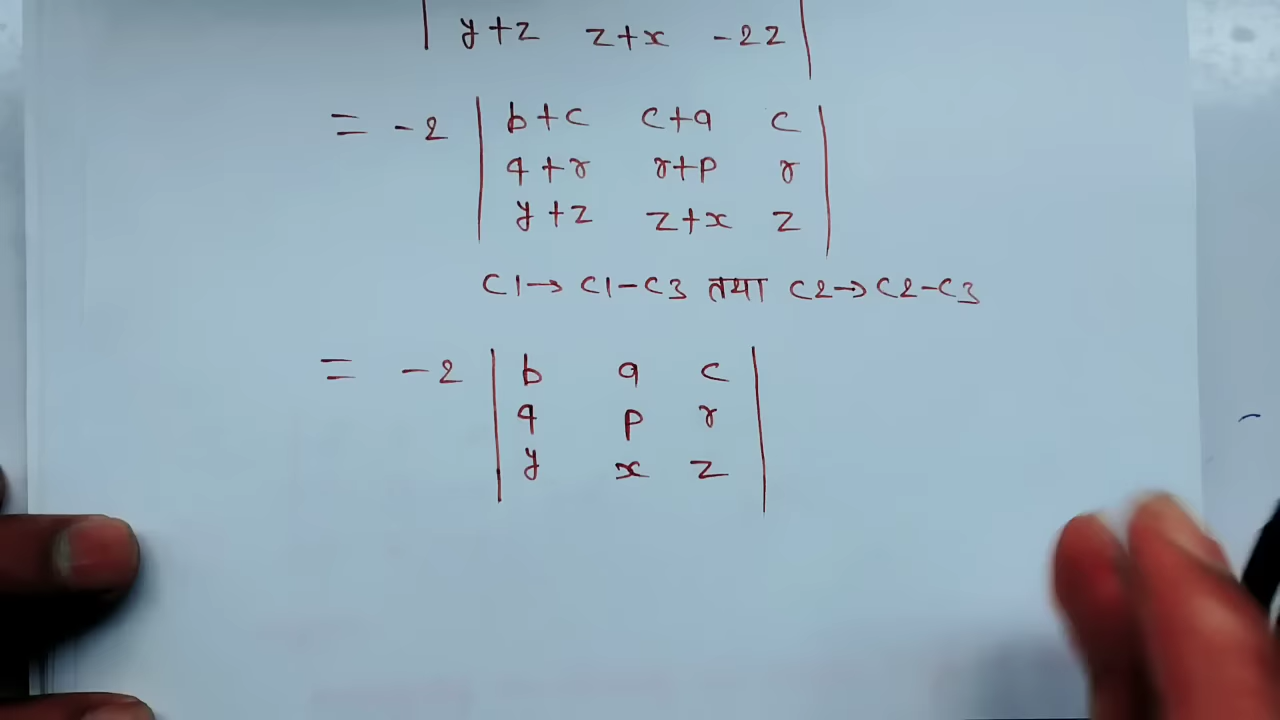 | y+z z+x -2z |
= -2 | b+c c+a c |
| q+r r+p r |
| y+z z+x z |
C1→ C1-C3 तथा C2→C2-C3
= -2 | b a c |
| q p r |
| y x z |